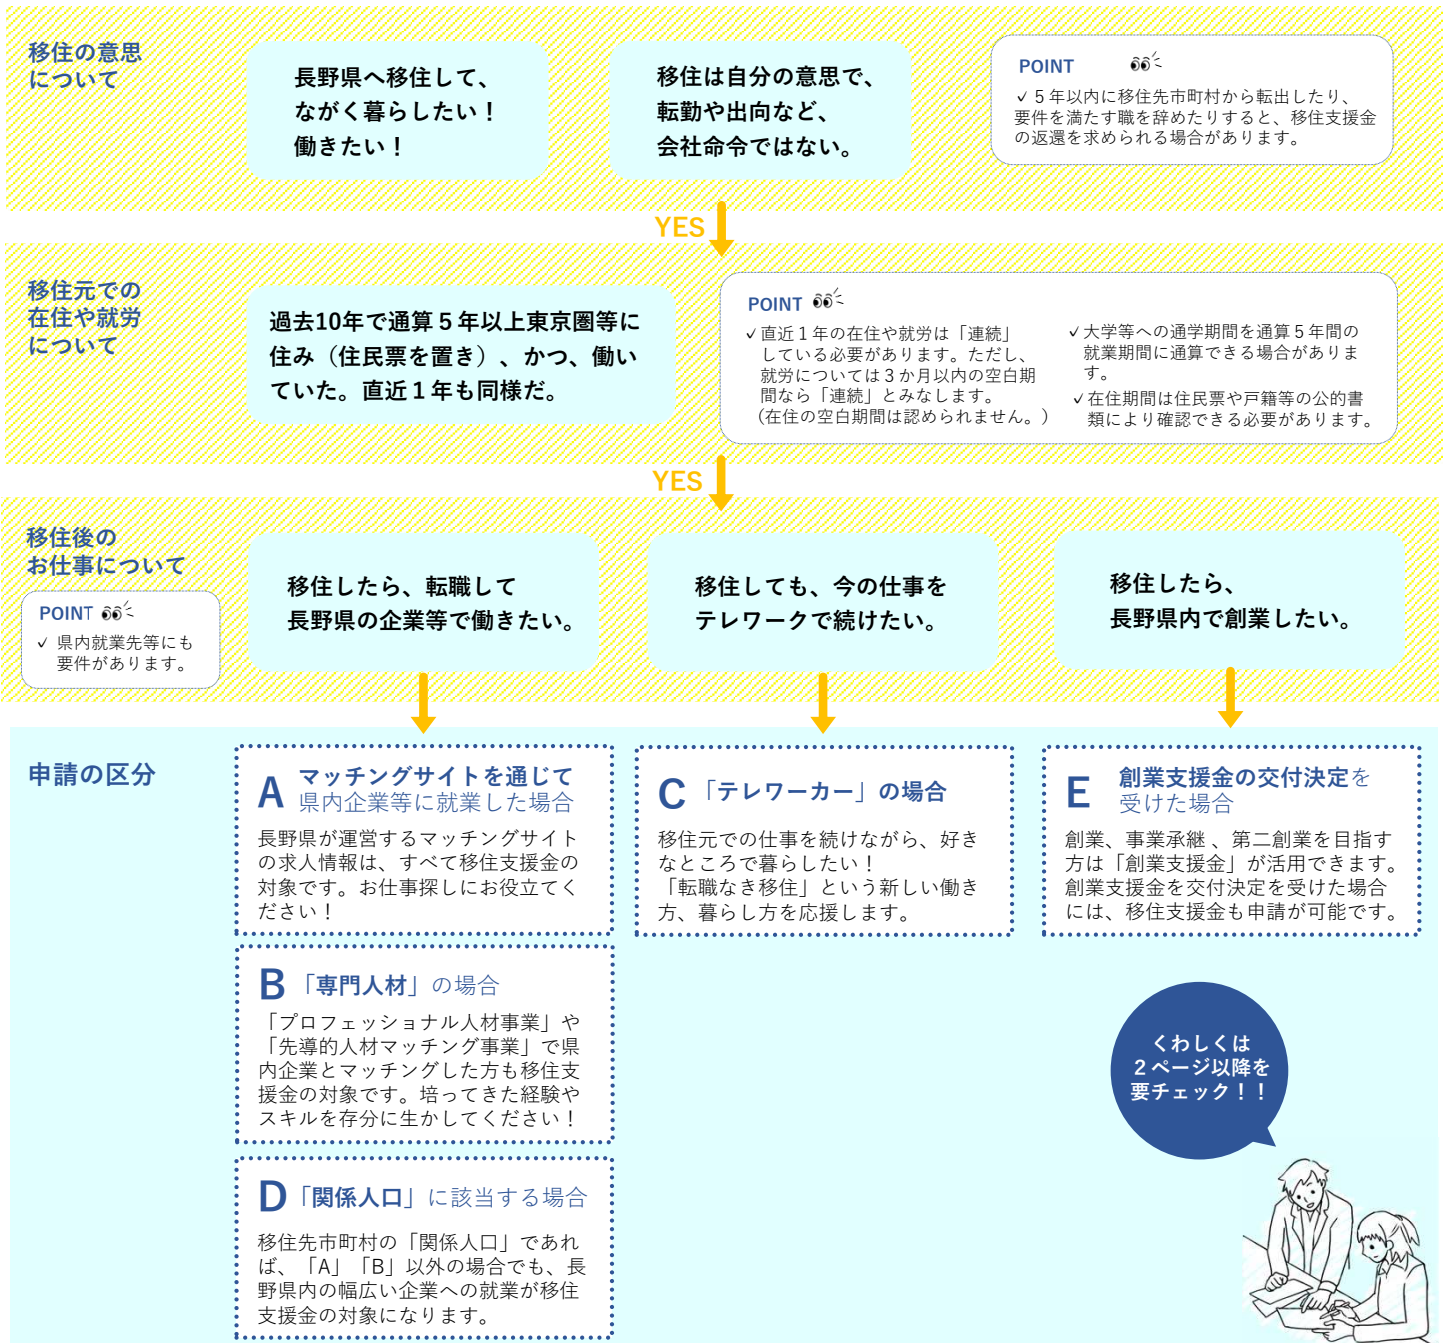 移住の意思
について
長野県へ移住して、
ながく暮らしたい！
働きたい！
移住は自分の意思で、
転勤や出向など、
会社命令ではない。
POINT
✓５年以内に移住先市町村から転出したり、
要件を満たす職を辞めたりすると、移住支援金
の返還を求められる場合があります。
YES
移住元での
在住や就労
について
過去10年で通算５年以上東京圏等に
住み（住民票を置き）、かつ、働い
ていた。直近１年も同様だ。
POINT
✓直近１年の在住や就労は「連続」
している必要があります。ただし、
就労については３か月以内の空白期
間なら「連続」とみなします。
(在住の空白期間は認められません。)
✓大学等への通学期間を通算５年間の
就業期間に通算できる場合がありま
す。
✓在住期間は住民票や戸籍等の公的書
類により確認できる必要があります。
YES
移住後の
お仕事について
POINT
✓ 県内就業先等にも
要件があります。
移住したら、転職して
長野県の企業等で働きたい。
移住しても、今の仕事を
テレワークで続けたい。
移住したら、
長野県内で創業したい。
申請の区分
A マッチングサイトを通じて
県内企業等に就業した場合
長野県が運営するマッチングサイト
の求人情報は、すべて移住支援金の
対象です。お仕事探しにお役立てく
ださい！
B 「専門人材」の場合
「プロフェッショナル人材事業」や
「先導的人材マッチング事業」で県
内企業とマッチングした方も移住支
援金の対象です。培ってきた経験や
スキルを存分に生かしてください！
D 「関係人口」に該当する場合
移住先市町村の「関係人口」であれ
ば、「A」「B」以外の場合でも、長
野県内の幅広い企業への就業が移住
支援金の対象になります。
C 「テレワーカー」の場合
移住元での仕事を続けながら、好き
なところで暮らしたい！
「転職なき移住」という新しい働き
方、暮らし方を応援します。
E 創業支援金の交付決定を
受けた場合
創業、事業承継 、第二創業を目指す
方は「創業支援金」が活用できます。
創業支援金を交付決定を受けた場合
には、移住支援金も申請が可能です。
くわしくは
２ページ以降を
要チェック！！